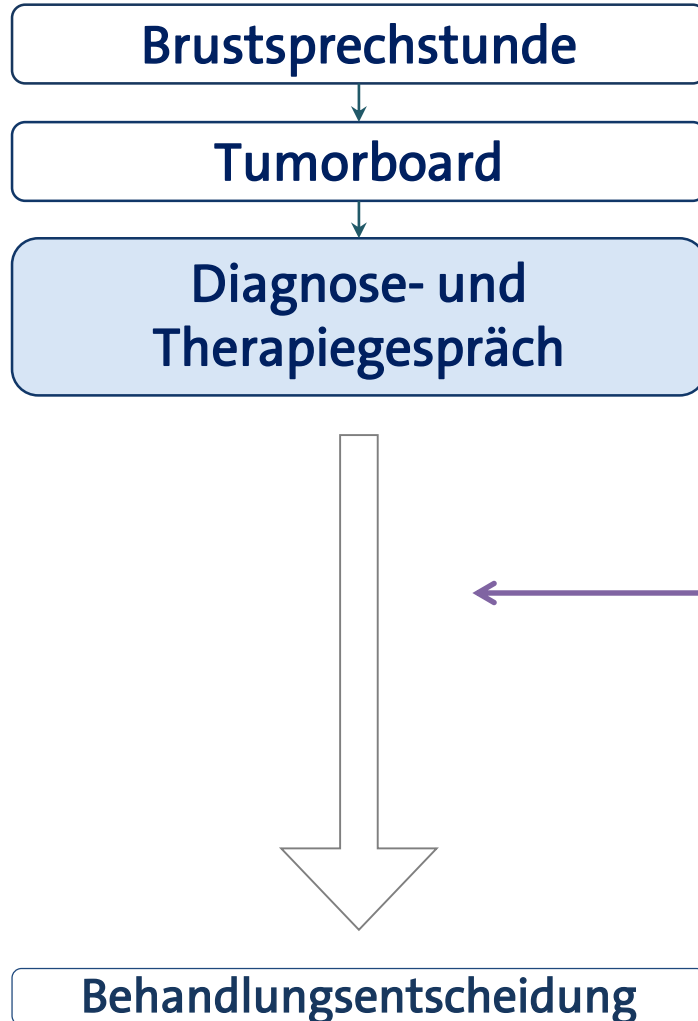 Brustsprechstunde
Tumorboard
Diagnose- und
Therapiegespräch
Behandlungsentscheidung